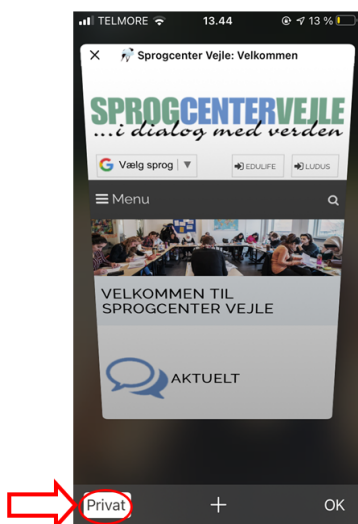 TELMORE 13.44 13 %
× Sprogcenter Vejle: Velkommen
SPROGCENTERVEJLE
...i dialog med verden
G Vælg sprog | ▼ EDULIFE LUDUS
Menu
VELKOMMEN TIL
SPROGCENTER VEJLE
AKTUELT
Privat + OK